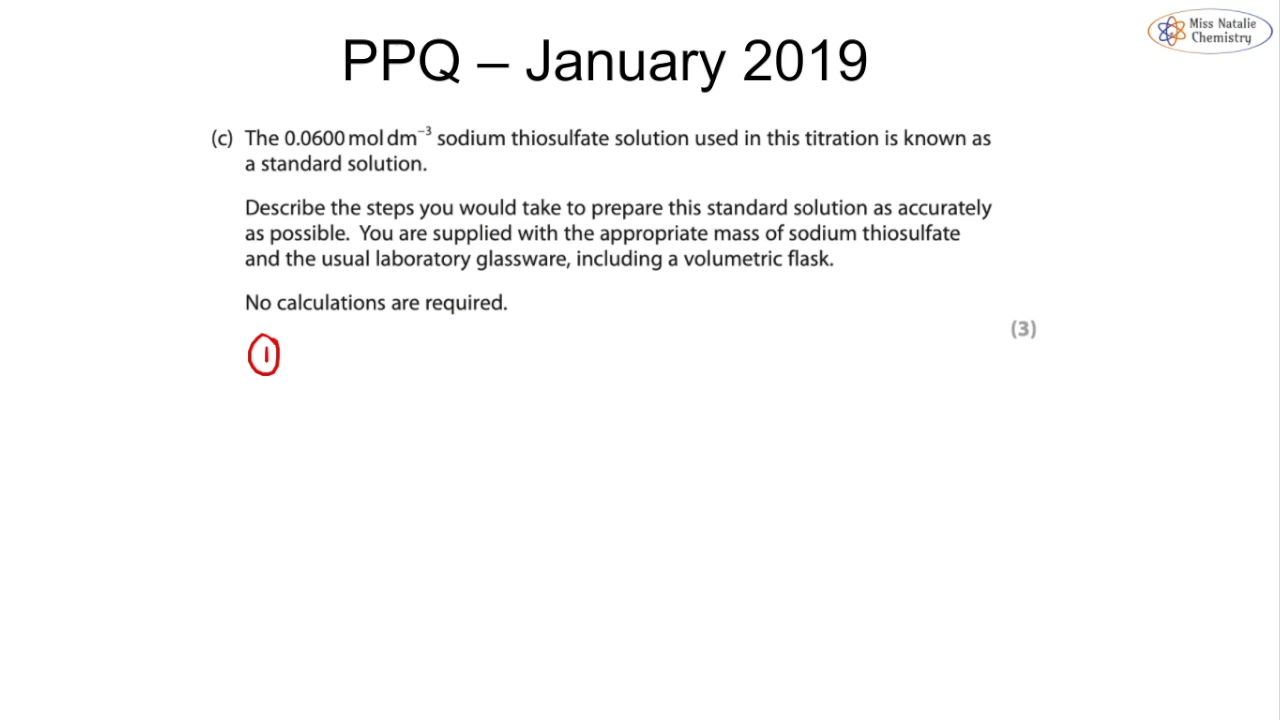 Miss Natalie
Chemistry
PPQ – January 2019
(c) The 0.0600 mol dm⁻³ sodium thiosulfate solution used in this titration is known as
a standard solution.
Describe the steps you would take to prepare this standard solution as accurately
as possible. You are supplied with the appropriate mass of sodium thiosulfate
and the usual laboratory glassware, including a volumetric flask.
No calculations are required.
(3)
1